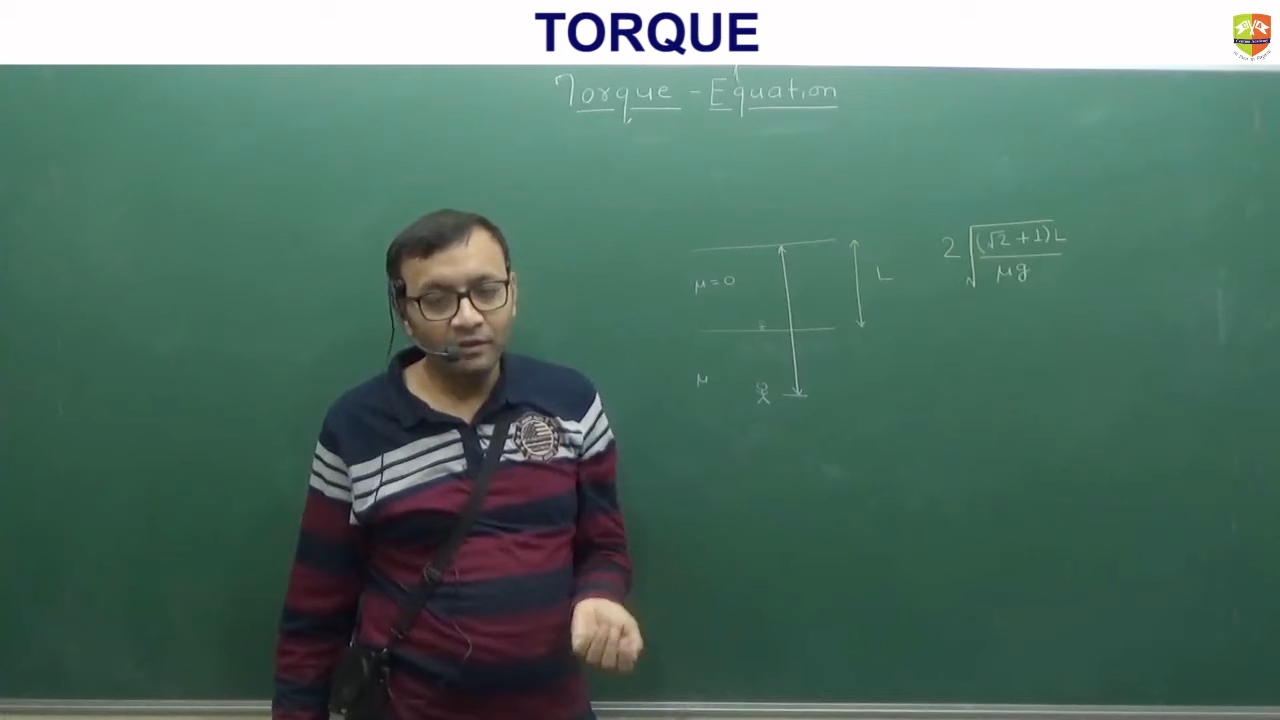 TORQUE
Torque - Equation
μ = 0
L
2√((√2 + 1)L / μg)
μ